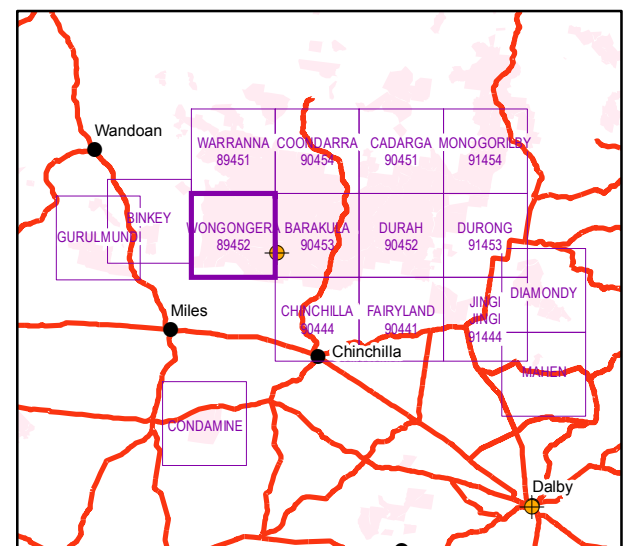 Wandoan
WARRANNA
89451
COONDARRA
90454
CADARGA
90451
MONOGORILBY
91454
BINKEY
GURULMUNDI
WONGONGERA
89452
BARAKULA
90453
DURAH
90452
DURONG
91453
DIAMONDY
Miles
CHINCHILLA
90444
FAIRYLAND
90441
JINGI
JINGI
91444
Chinchilla
MAHEN
CONDAMINE
Dalby